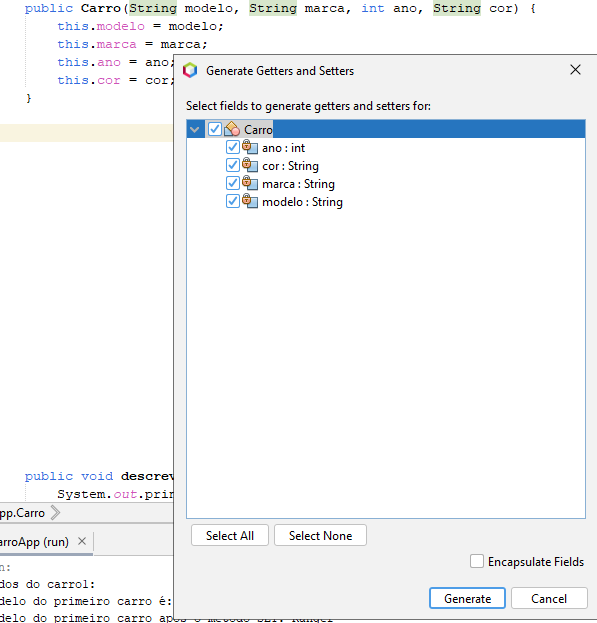 public Carro(String modelo, String marca, int ano, String cor) {
this.modelo = modelo;
this.marca = marca;
this.ano = ano;
this.cor = cor;
}
Generate Getters and Setters
Select fields to generate getters and setters for:
Carro
ano : int
cor : String
marca : String
modelo : String
public void descrev
System.out.prin
pp.Carro
arroApp (run)
n:
dos do carro1:
delo do primeiro carro é:
delo do primeiro carro após o método SET: Ranger
Select All
Select None
Encapsulate Fields
Generate
Cancel